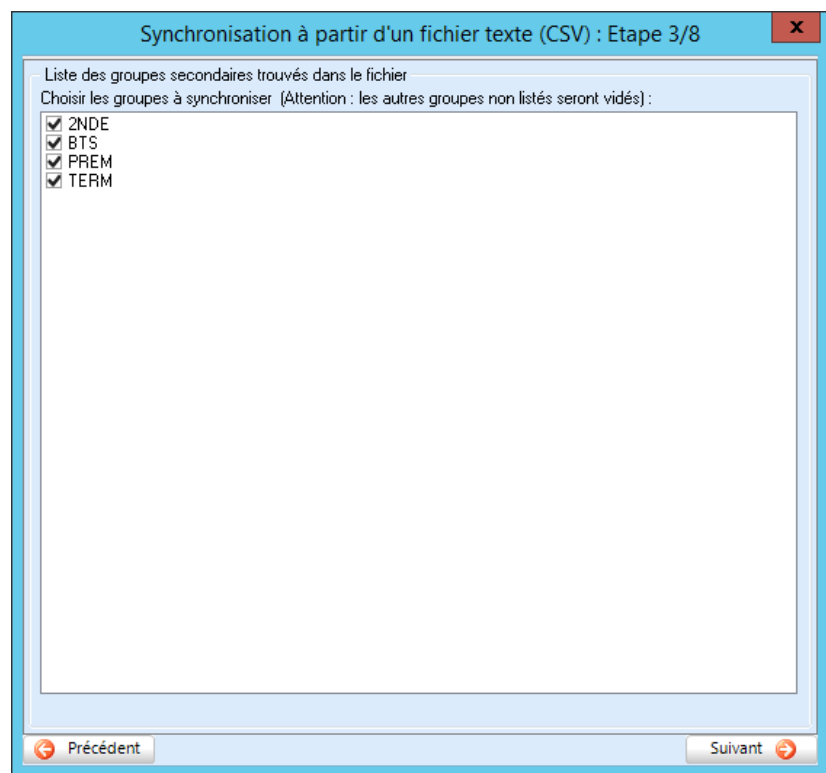 Synchronisation à partir d'un fichier texte (CSV) : Etape 3/8
x
Liste des groupes secondaires trouvés dans le fichier
Choisir les groupes à synchroniser (Attention : les autres groupes non listés seront vidés) :
2NDE
BTS
PREM
TERM
Précédent
Suivant